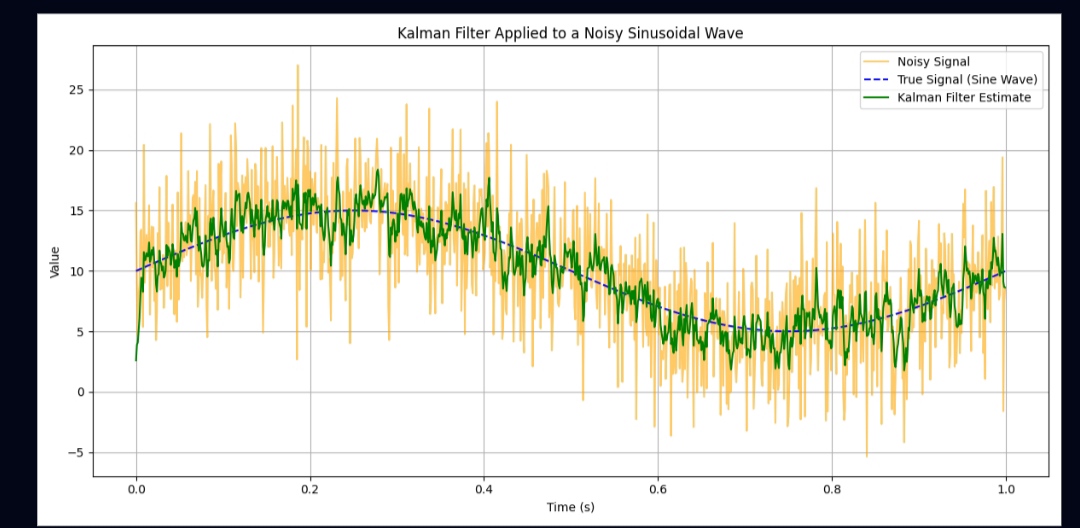 Kalman Filter Applied to a Noisy Sinusoidal Wave
Noisy Signal
True Signal (Sine Wave)
Kalman Filter Estimate
25
20
15
10
5
0
−5
Value
0.0 0.2 0.4 0.6 0.8 1.0
Time (s)